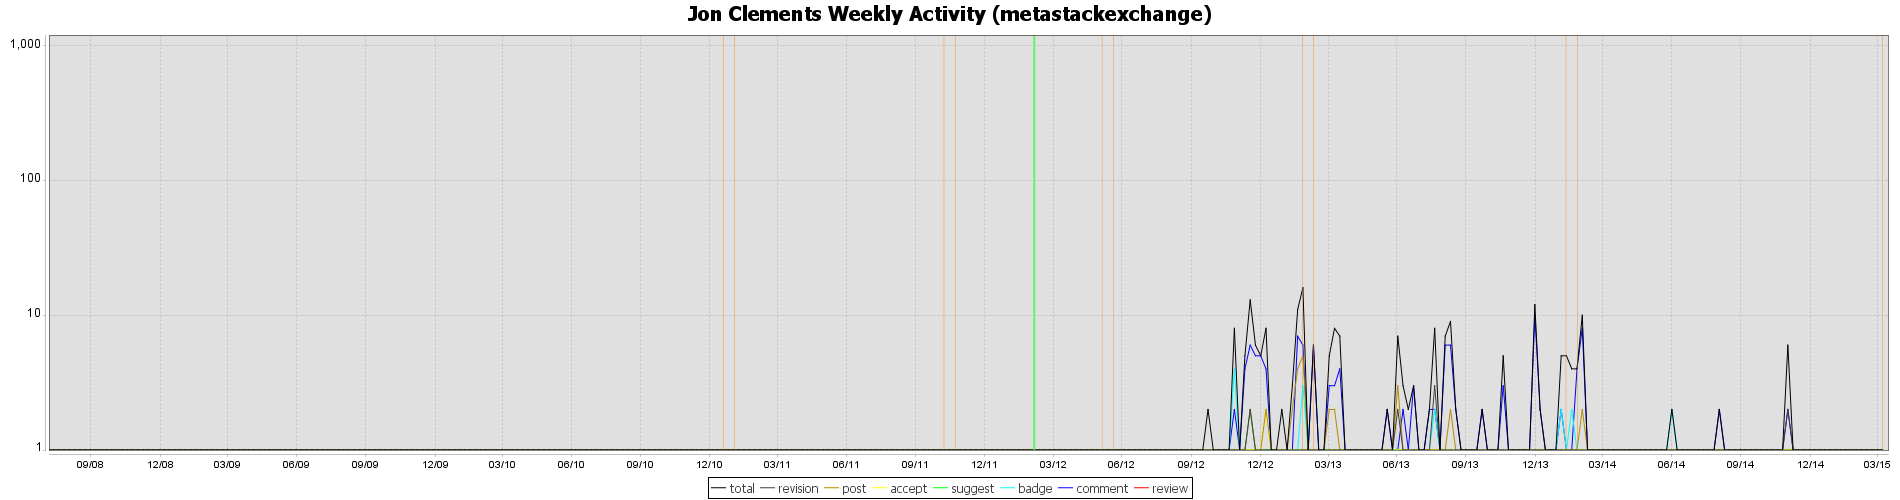 Jon Clements Weekly Activity (metastackexchange)
1,000
100
10
1
09/08 12/08 03/09 06/09 09/09 12/09 03/10 06/10 09/10 12/10 03/11 06/11 09/11 12/11 03/12 06/12 09/12 12/12 03/13 06/13 09/13 12/13 03/14 06/14 09/14 12/14 03/15
total revision post accept suggest badge comment review